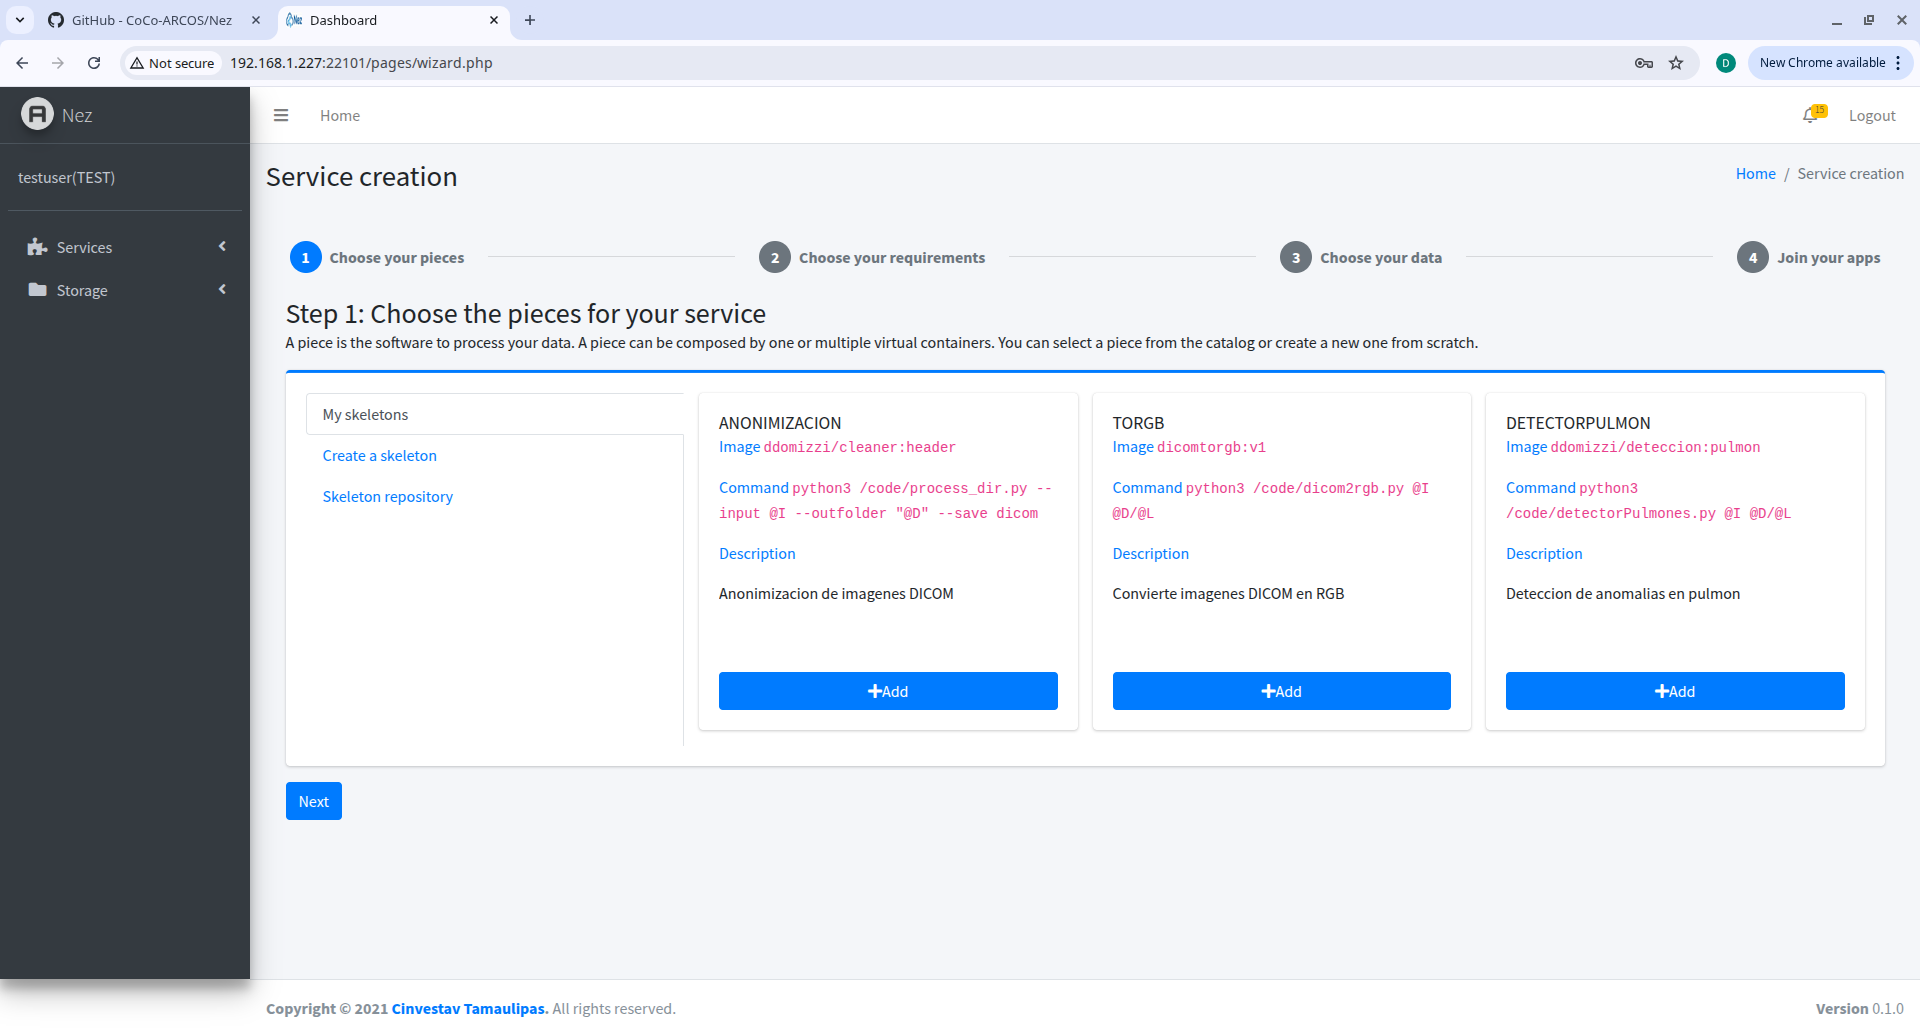 GitHub - CoCo-ARCOS/Nez
Dashboard
Not secure
192.168.1.227:22101/pages/wizard.php
D
New Chrome available
Nez
Home
15
Logout
testuser(TEST)
Services
Storage
Service creation
Home / Service creation
1 Choose your pieces
2 Choose your requirements
3 Choose your data
4 Join your apps
Step 1: Choose the pieces for your service
A piece is the software to process your data. A piece can be composed by one or multiple virtual containers. You can select a piece from the catalog or create a new one from scratch.
My skeletons
Create a skeleton
Skeleton repository
ANONIMIZACION
Image ddomizzi/cleaner:header
Command python3 /code/process_dir.py --
input @I --outfolder "@D" --save dicom
Description
Anonimizacion de imagenes DICOM
Add
TORGB
Image dicomtorgb:v1
Command python3 /code/dicom2rgb.py @I
@D/@L
Description
Convierte imagenes DICOM en RGB
Add
DETECTORPULMON
Image ddomizzi/deteccion:pulmon
Command python3
/code/detectorPulmones.py @I @D/@L
Description
Deteccion de anomalias en pulmon
Add
Next
Copyright © 2021 Cinvestav Tamaulipas. All rights reserved.
Version 0.1.0